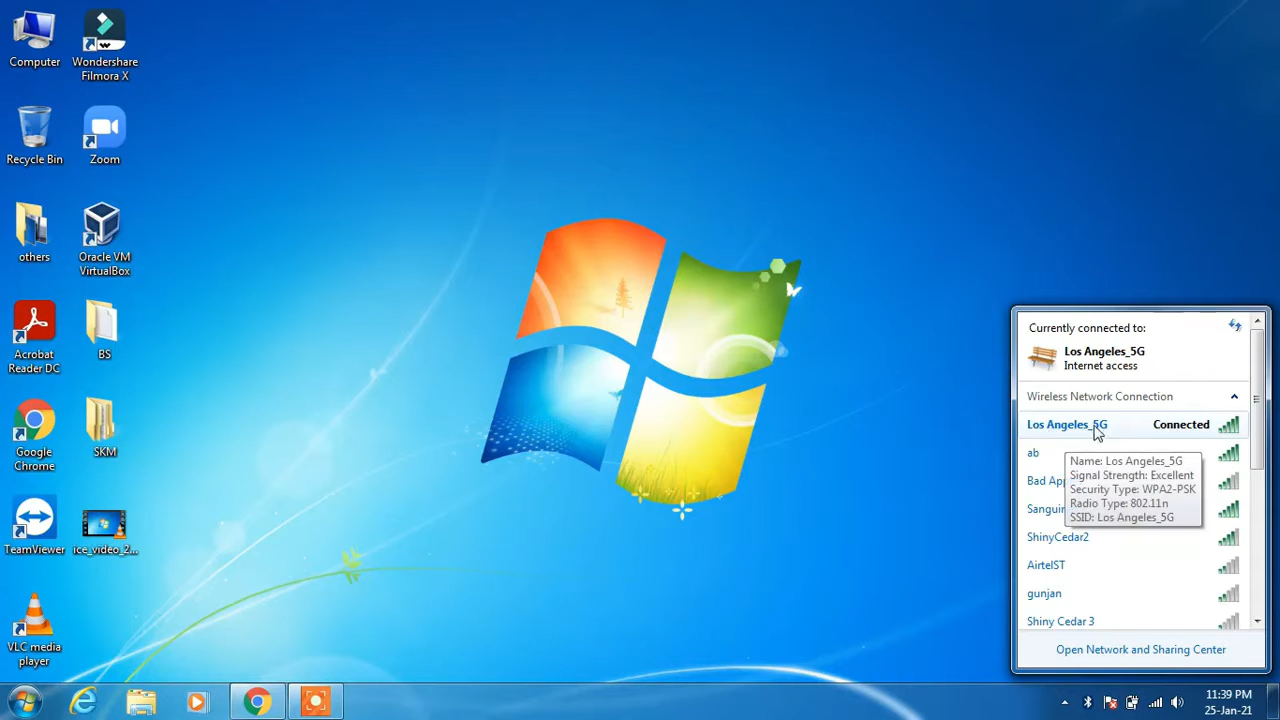 Computer
Wondershare
Filmora X
Recycle Bin
Zoom
others
Oracle VM
VirtualBox
Acrobat
Reader DC
BS
Google
Chrome
SKM
TeamViewer
ice_video_2...
VLC media
player
Currently connected to:
Los Angeles_5G
Internet access
Wireless Network Connection
Los Angeles_5G Connected
ab
Name: Los Angeles_5G
Signal Strength: Excellent
Bad
Security Type: WPA2-PSK
Radio Type: 802.11n
SSID: Los Angeles_5G
ShinyCedar2
AirtelST
gunjan
Shiny Cedar 3
Open Network and Sharing Center
11:39 PM
25-Jan-21